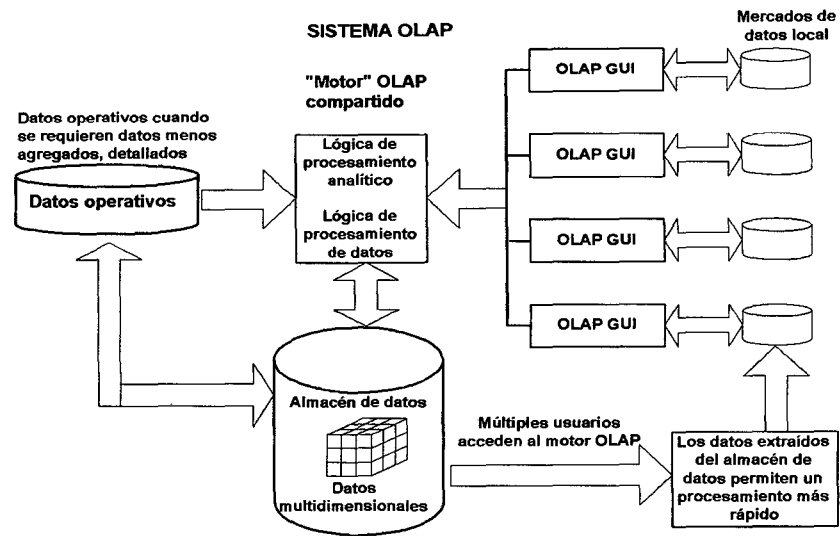 SISTEMA OLAP
Mercados de
datos local
"Motor" OLAP
compartido
Datos operativos cuando
se requieren datos menos
agregados, detallados
Datos operativos
Lógica de
procesamiento
analítico
Lógica de
procesamiento
de datos
OLAP GUI
OLAP GUI
OLAP GUI
OLAP GUI
Almacén de datos
Datos
multidimensionales
Múltiples usuarios
acceden al motor OLAP
Los datos extraídos
del almacén de
datos permiten un
procesamiento más
rápido